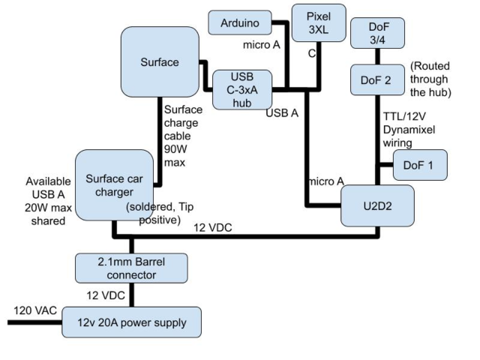 Arduino
Pixel
3XL
DoF
3/4
micro A
C
Surface
USB
C-3xA
hub
DoF 2
(Routed
through
the hub)
USB A
Surface
charge
cable
90W
max
TTL/12V
Dynamixel
wiring
DoF 1
Available
USB A
20W max
shared
Surface car
charger
(soldered, Tip
positive)
micro A
U2D2
12 VDC
2.1mm Barrel
connector
12 VDC
120 VAC
12v 20A power supply